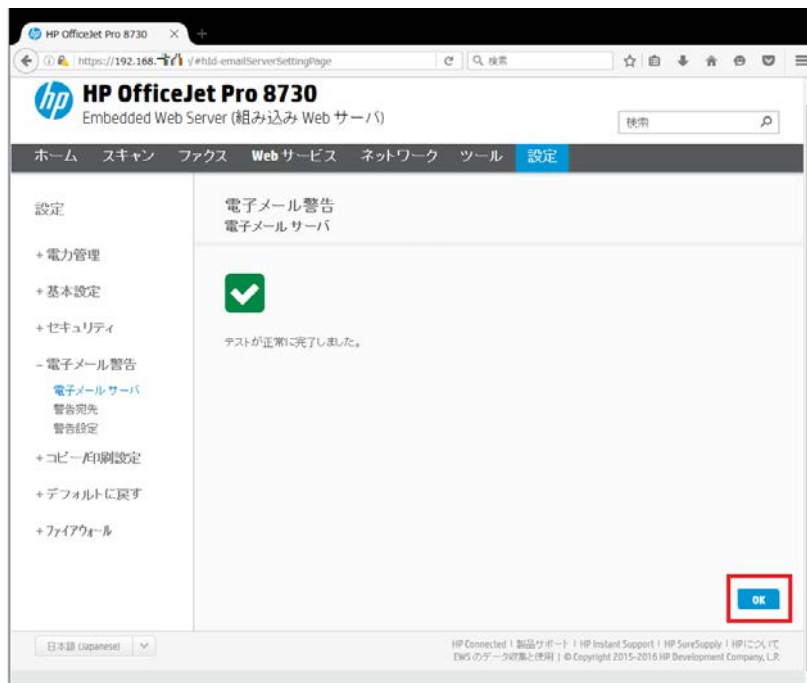 HP OfficeJet Pro 8730
https://192.168. /#hId-emailServerSettingPage
検索
hp
HP OfficeJet Pro 8730
Embedded Web Server (組み込み Web サーバ)
検索
ホーム スキャン ファクス Web サービス ネットワーク ツール 設定
設定
電子メール警告
電子メール サーバ
+ 電力管理
+ 基本設定
+ セキュリティ
テストが正常に完了しました。
- 電子メール警告
電子メール サーバ
警告宛先
警告設定
+ コピー/印刷設定
+ デフォルトに戻す
+ ファイアウォール
OK
日本語 (Japanese)
HP Connected | 製品サポート | HP Instant Support | HP SureSupply | HPについて
EWS のデータ収集と使用 | © Copyright 2015-2016 HP Development Company, L.P.